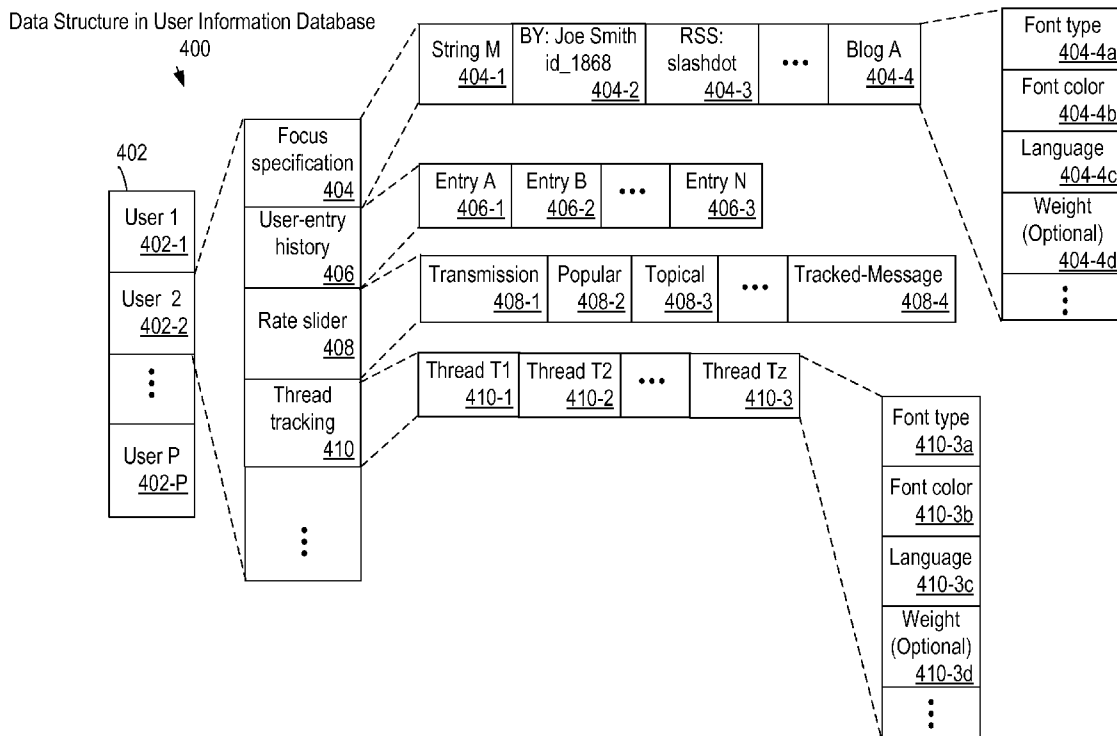 Data Structure in User Information Database
400
402
User 1
402-1
User 2
402-2
User P
402-P
Focus
specification
404
User-entry
history
406
Rate slider
408
Thread
tracking
410
String M
404-1
BY: Joe Smith
id_1868
404-2
RSS:
slashdot
404-3
Blog A
404-4
Font type
404-4a
Font color
404-4b
Language
404-4c
Weight
(Optional)
404-4d
Entry A
406-1
Entry B
406-2
Entry N
406-3
Transmission
408-1
Popular
408-2
Topical
408-3
Tracked-Message
408-4
Thread T1
410-1
Thread T2
410-2
Thread Tz
410-3
Font type
410-3a
Font color
410-3b
Language
410-3c
Weight
(Optional)
410-3d